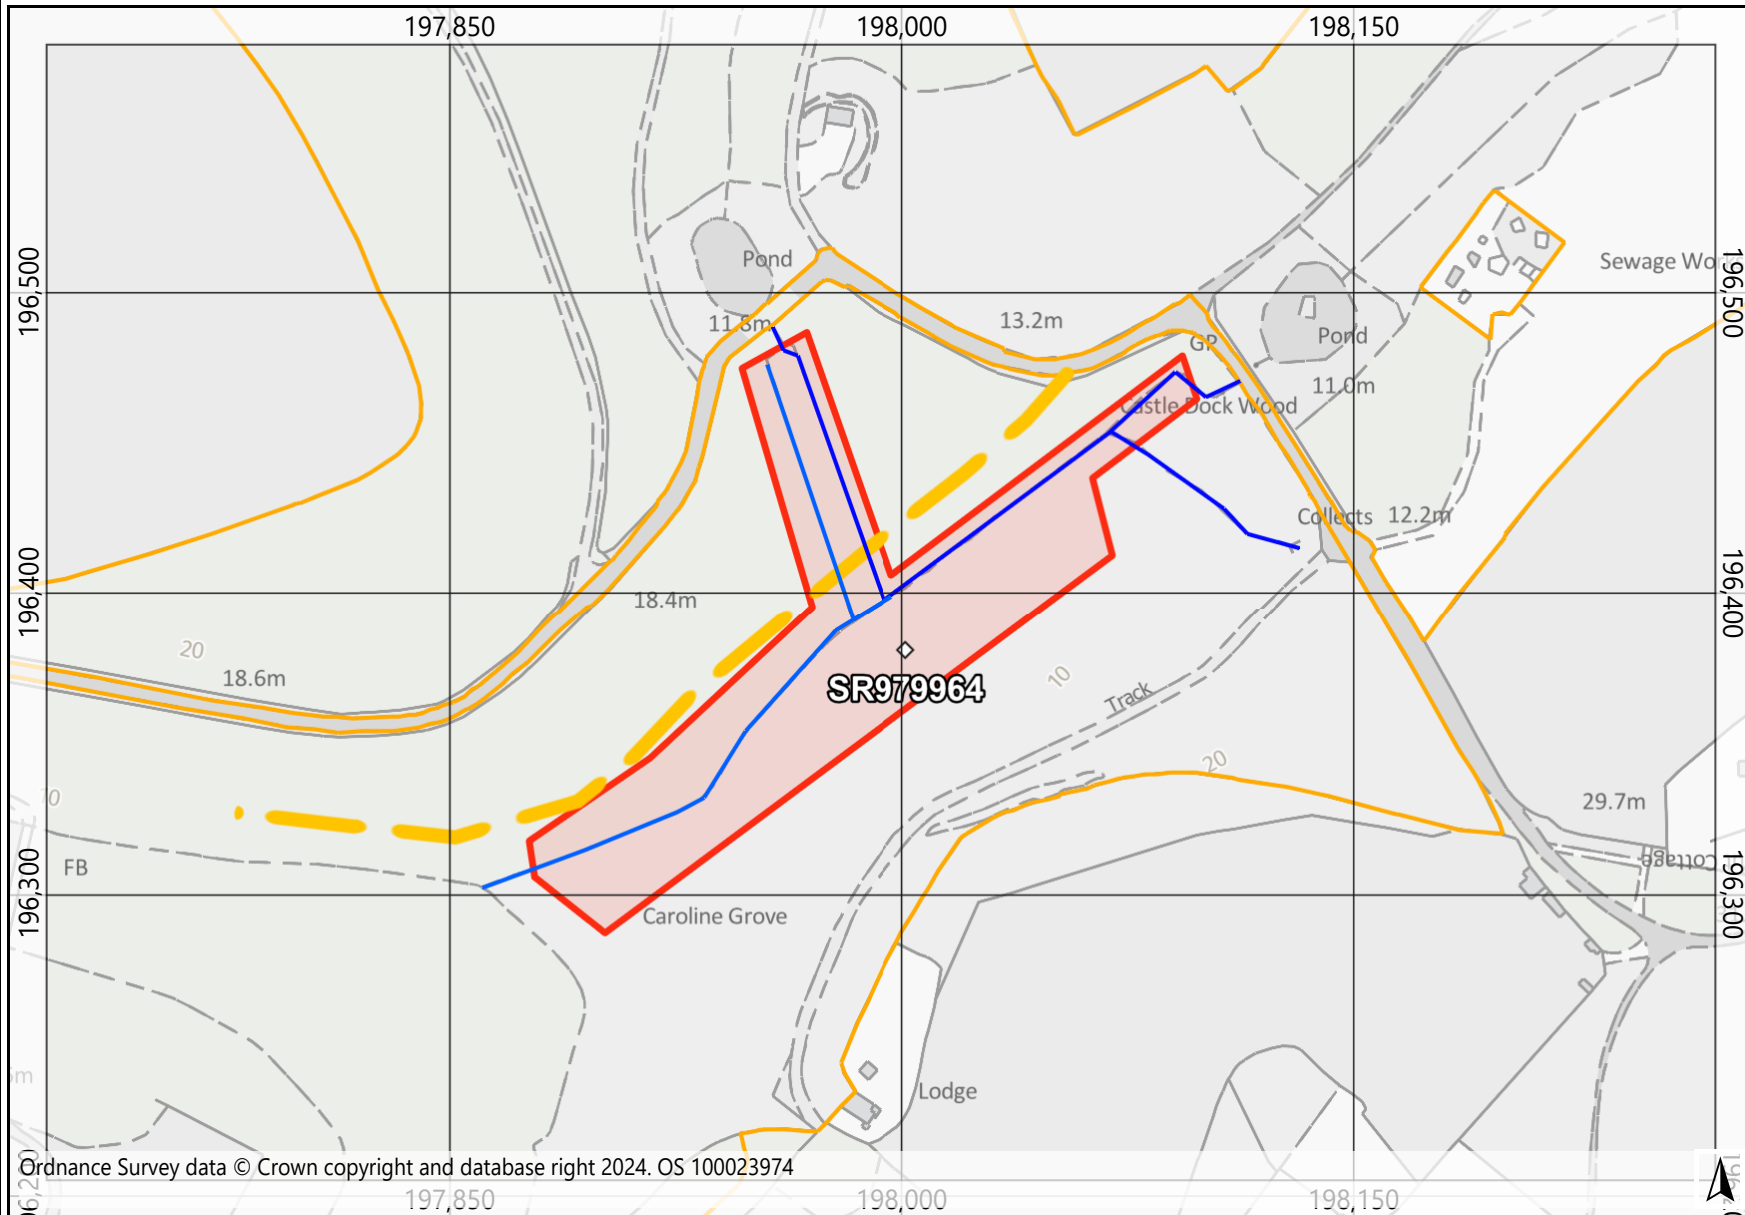 197,850
198,000
198,150
196,500
196,500
Pond
Sewage Wor
11.8m
13.2m
GP
Pond
11.0m
Castle Dock Wood
Collects
12.2m
196,400
196,400
18.4m
20
18.6m
10
SR979964
Track
20
29.7m
FB
Cottage
196,300
196,300
Caroline Grove
Lodge
Ordnance Survey data © Crown copyright and database right 2024. OS 100023974
197,850
198,000
198,150